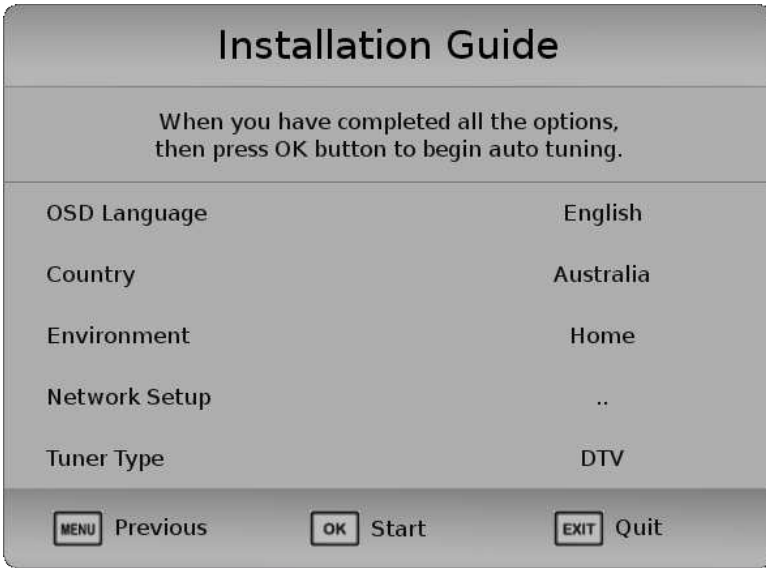 Installation Guide
When you have completed all the options,
then press OK button to begin auto tuning.
OSD Language English
Country Australia
Environment Home
Network Setup ..
Tuner Type DTV
MENU Previous OK Start EXIT Quit